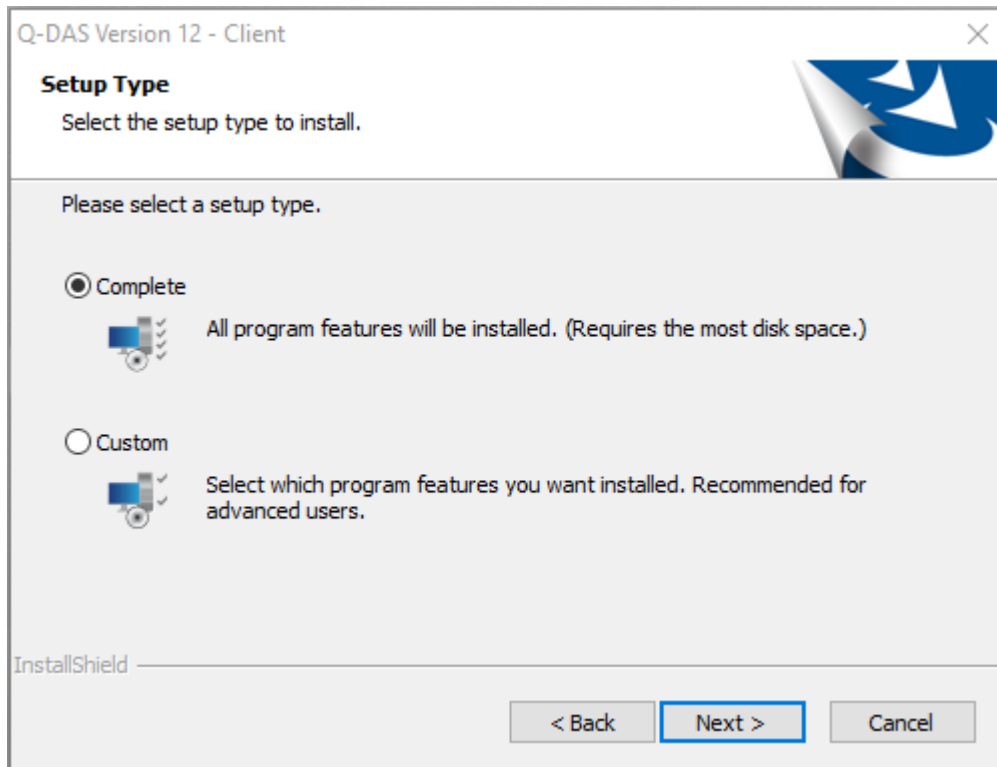 Q-DAS Version 12 - Client
Setup Type
Select the setup type to install.
Please select a setup type.
Complete
All program features will be installed. (Requires the most disk space.)
Custom
Select which program features you want installed. Recommended for
advanced users.
InstallShield
< Back
Next >
Cancel